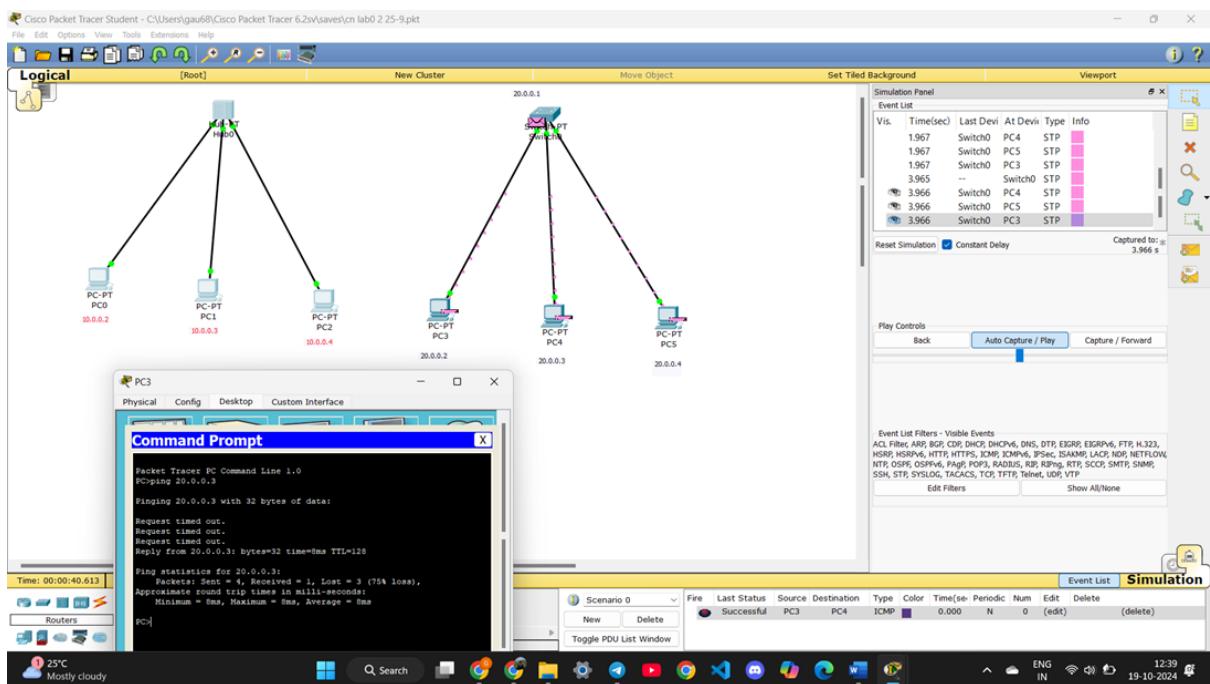 Cisco Packet Tracer Student - C:\Users\gau68\Cisco Packet Tracer 6.2sv\saves\cn lab0 2 25-9.pkt
File Edit Options View Tools Extensions Help
Logical [Root] New Cluster Move Object Set Tiled Background Viewport
20.0.0.1
Hub-PT
Hub0
Switch-PT
Switch0
PC-PT
PC0
10.0.0.2
PC-PT
PC1
10.0.0.3
PC-PT
PC2
10.0.0.4
PC-PT
PC3
20.0.0.2
PC-PT
PC4
20.0.0.3
PC-PT
PC5
20.0.0.4
Simulation Panel
Event List
Vis. Time(sec) Last Devi At Devi Type Info
1.967 Switch0 PC4 STP
1.967 Switch0 PC5 STP
1.967 Switch0 PC3 STP
3.965 -- Switch0 STP
3.966 Switch0 PC4 STP
3.966 Switch0 PC5 STP
3.966 Switch0 PC3 STP
Reset Simulation Constant Delay Captured to:
3.966 s
Play Controls
Back Auto Capture / Play Capture / Forward
Event List Filters - Visible Events
ACL Filter, ARP, BGP, CDP, DHCP, DHCPv6, DNS, DTP, EIGRP, EIGRPv6, FTP, H.323,
HSRP, HSRPv6, HTTP, HTTPS, ICMP, ICMPv6, IPSec, ISAKMP, LACP, NDP, NETFLOW,
NTP, OSPF, OSPFv6, PAgP, POP3, RADIUS, RIP, RIPng, RTP, SCCP, SMTP, SNMP,
SSH, STP, SYSLOG, TACACS, TCP, TFTP, Telnet, UDP, VTP
Edit Filters Show All/None
PC3
Physical Config Desktop Custom Interface
Command Prompt X
Packet Tracer PC Command Line 1.0
PC>ping 20.0.0.3
Pinging 20.0.0.3 with 32 bytes of data:
Request timed out.
Request timed out.
Request timed out.
Reply from 20.0.0.3: bytes=32 time=8ms TTL=128
Ping statistics for 20.0.0.3:
Packets: Sent = 4, Received = 1, Lost = 3 (75% loss),
Approximate round trip times in milli-seconds:
Minimum = 8ms, Maximum = 8ms, Average = 8ms
PC>
Time: 00:00:40.613
Event List Simulation
Routers
Scenario 0
New Delete
Toggle PDU List Window
Fire Last Status Source Destination Type Color Time(se Periodic Num Edit Delete
Successful PC3 PC4 ICMP 0.000 N 0 (edit) (delete)
1
25°C
Mostly cloudy
Search
ENG
IN
12:39
19-10-2024